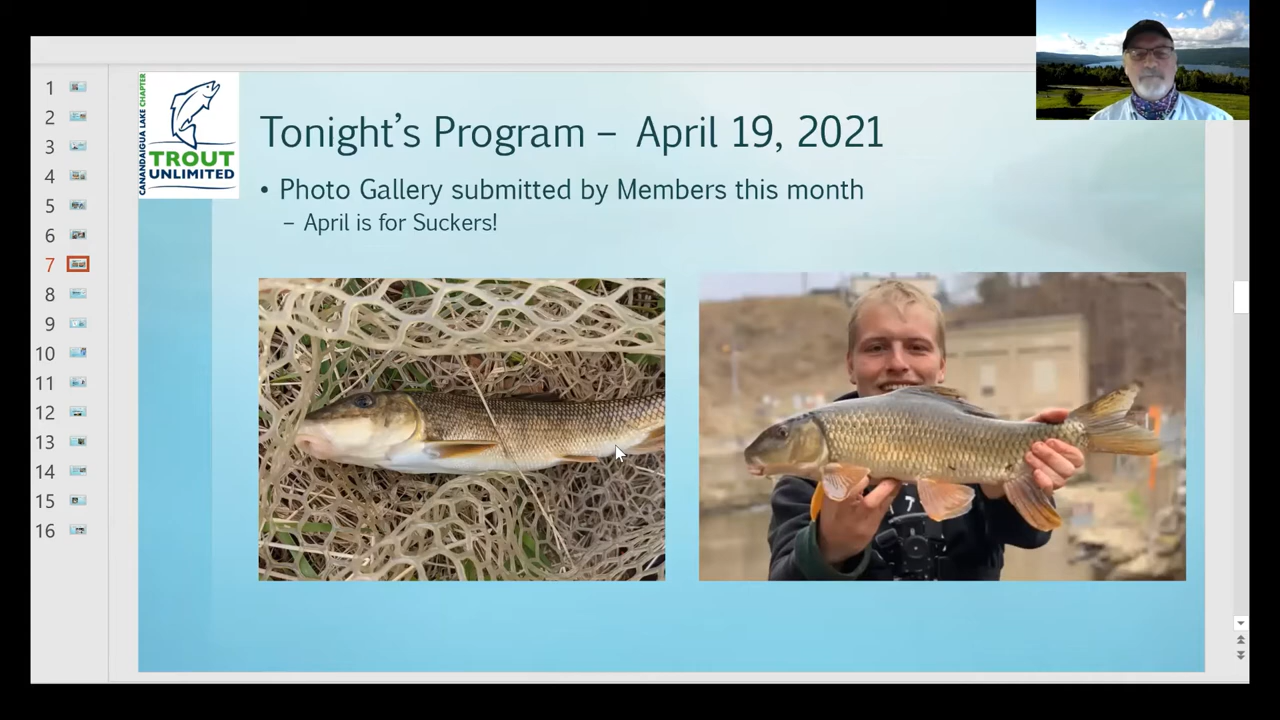 CANANDAIGUA LAKE CHAPTER
TROUT
UNLIMITED
Tonight's Program – April 19, 2021
• Photo Gallery submitted by Members this month
– April is for Suckers!
1
2
3
4
5
6
7
8
9
10
11
12
13
14
15
16